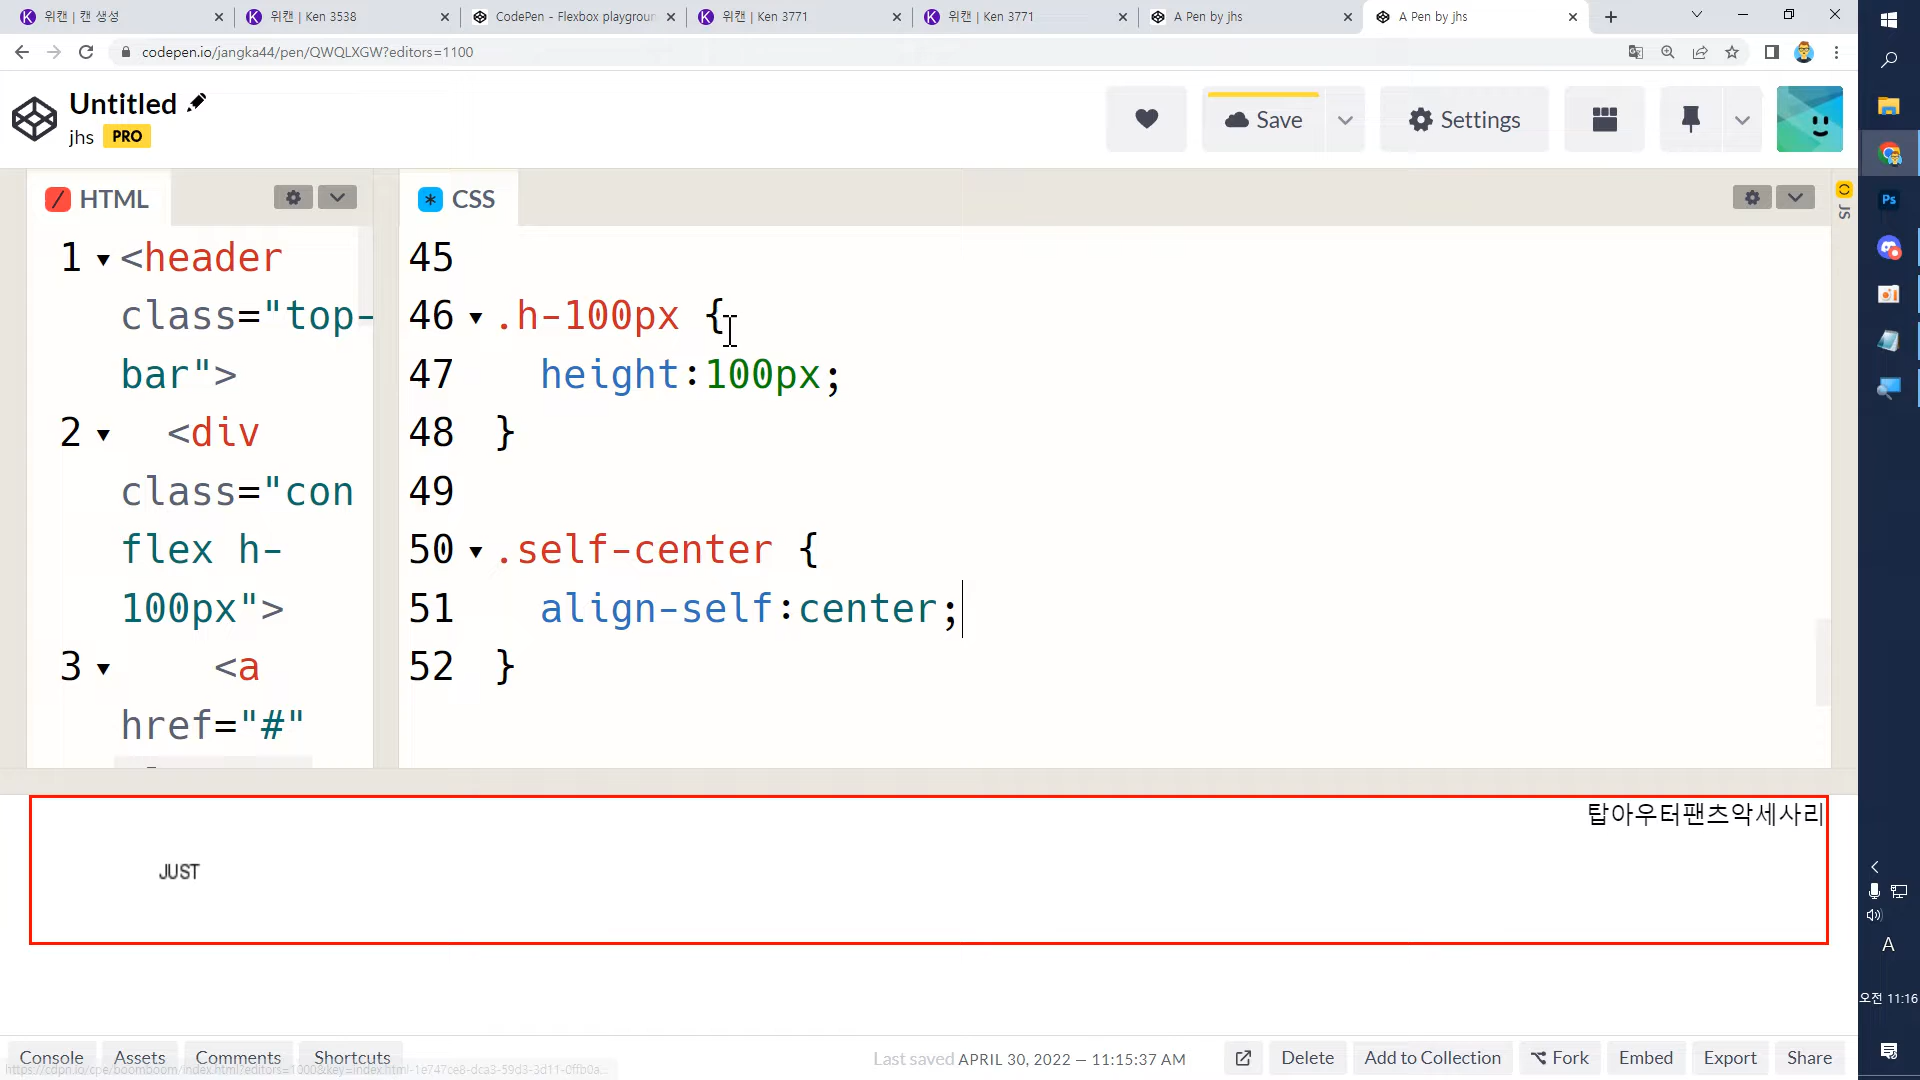 위캔 | 캔 생성
위캔 | Ken 3538
CodePen - Flexbox playgroun
위캔 | Ken 3771
위캔 | Ken 3771
A Pen by jhs
A Pen by jhs
codepen.io/jangka44/pen/QWQLXGW?editors=1100
Untitled
jhs PRO
Save
Settings
HTML
CSS
JS
1 <header
class="top-
bar">
2 <div
class="con
flex h-
100px">
3 <a
href="#"
45
46 .h-100px {
47 height:100px;
48 }
49
50 .self-center {
51 align-self:center;
52 }
탑아우터팬츠악세사리
JUST
Console
Assets
Comments
Shortcuts
Last saved APRIL 30, 2022 — 11:15:37 AM
Delete
Add to Collection
Fork
Embed
Export
Share
Ps
A
오전 11:16